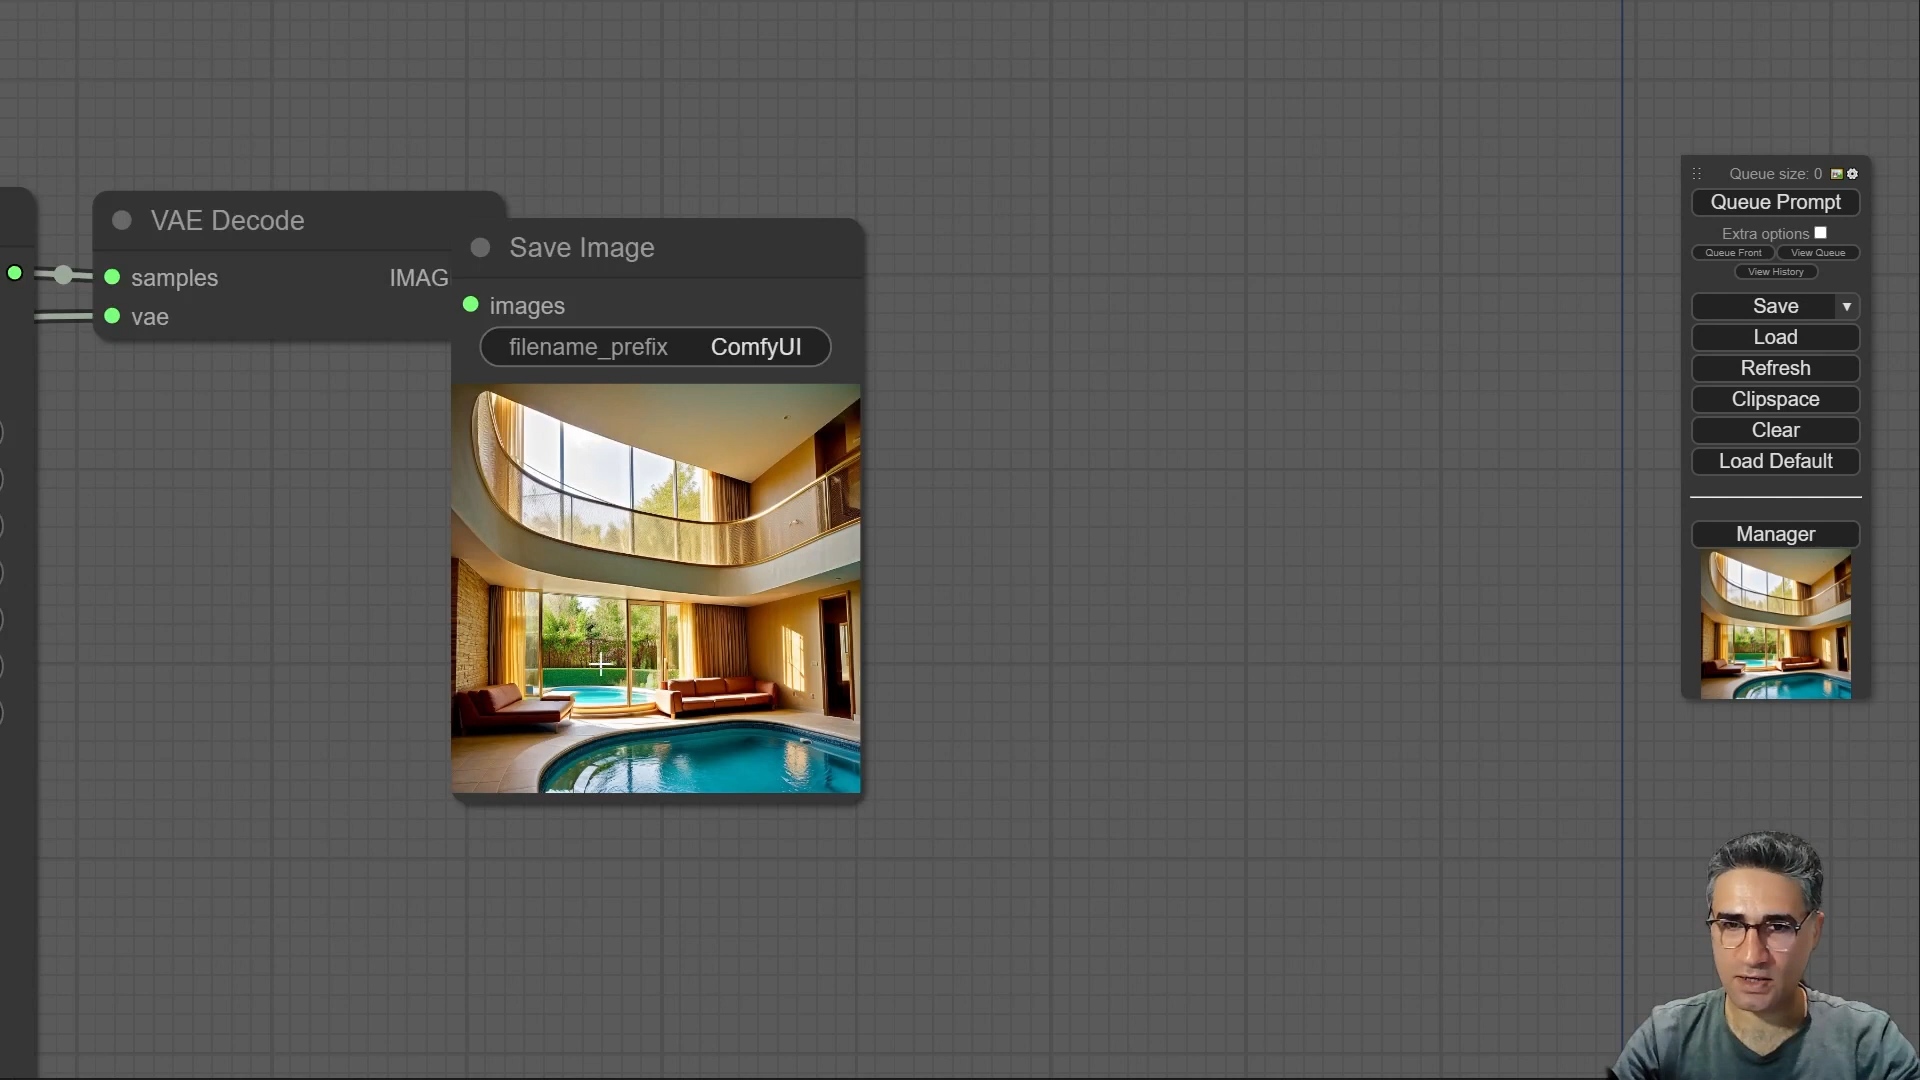 VAE Decode
samples IMAG
vae
Save Image
images
filename_prefix ComfyUI
Queue size: 0
Queue Prompt
Extra options
Queue Front View Queue
View History
Save ▼
Load
Refresh
Clipspace
Clear
Load Default
Manager